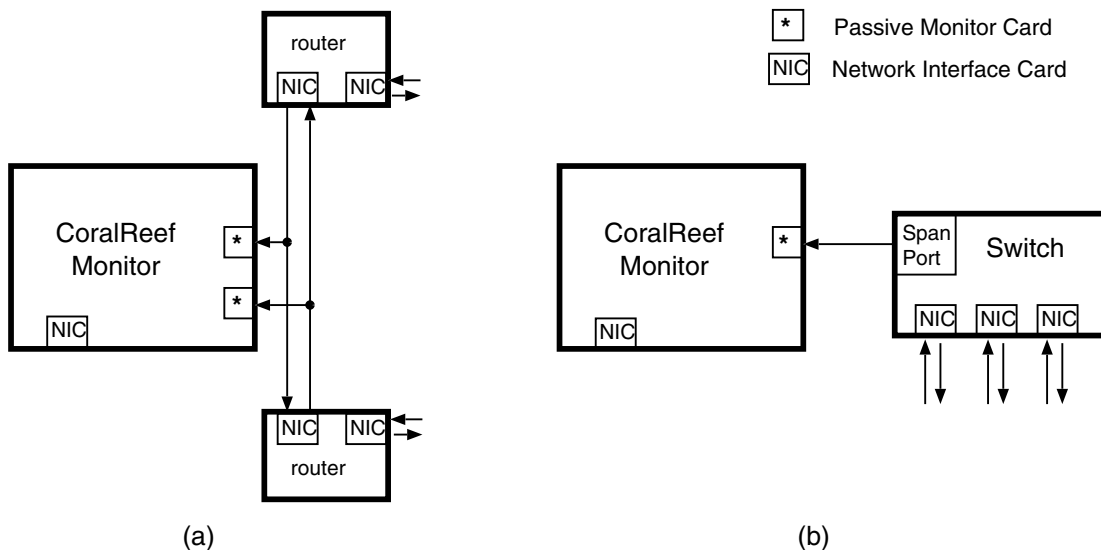 router
NIC
NIC
CoralReef
Monitor
*
*
NIC
NIC
NIC
router
(a)
* Passive Monitor Card
NIC Network Interface Card
CoralReef
Monitor
*
NIC
Span
Port
Switch
NIC
NIC
NIC
(b)